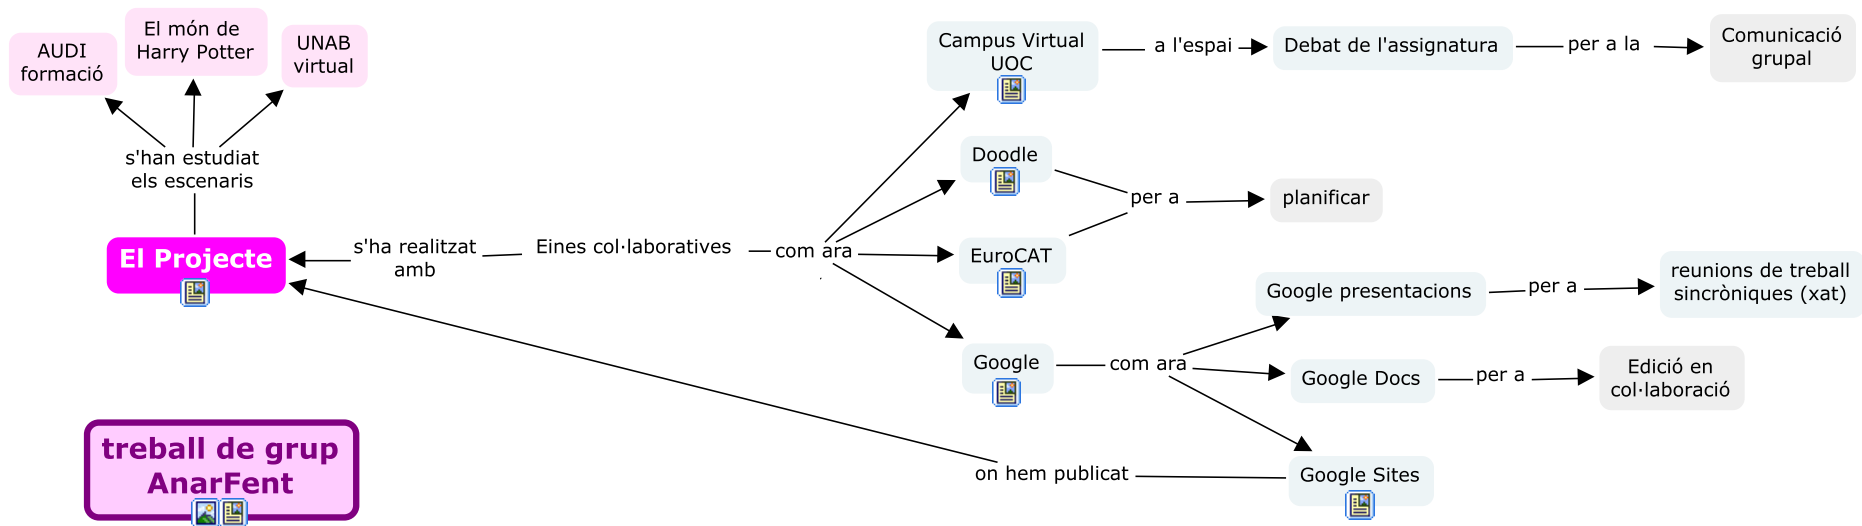 AUDI
formació
El món de
Harry Potter
UNAB
virtual
s'han estudiat
els escenaris
El Projecte
s'ha realitzat
amb
Eines col·laboratives
com ara
Campus Virtual
UOC
a l'espai
Debat de l'assignatura
per a la
Comunicació
grupal
Doodle
EuroCAT
per a
planificar
Google
com ara
Google presentacions
per a
reunions de treball
sincròniques (xat)
Google Docs
per a
Edició en
col·laboració
Google Sites
on hem publicat
treball de grup
AnarFent